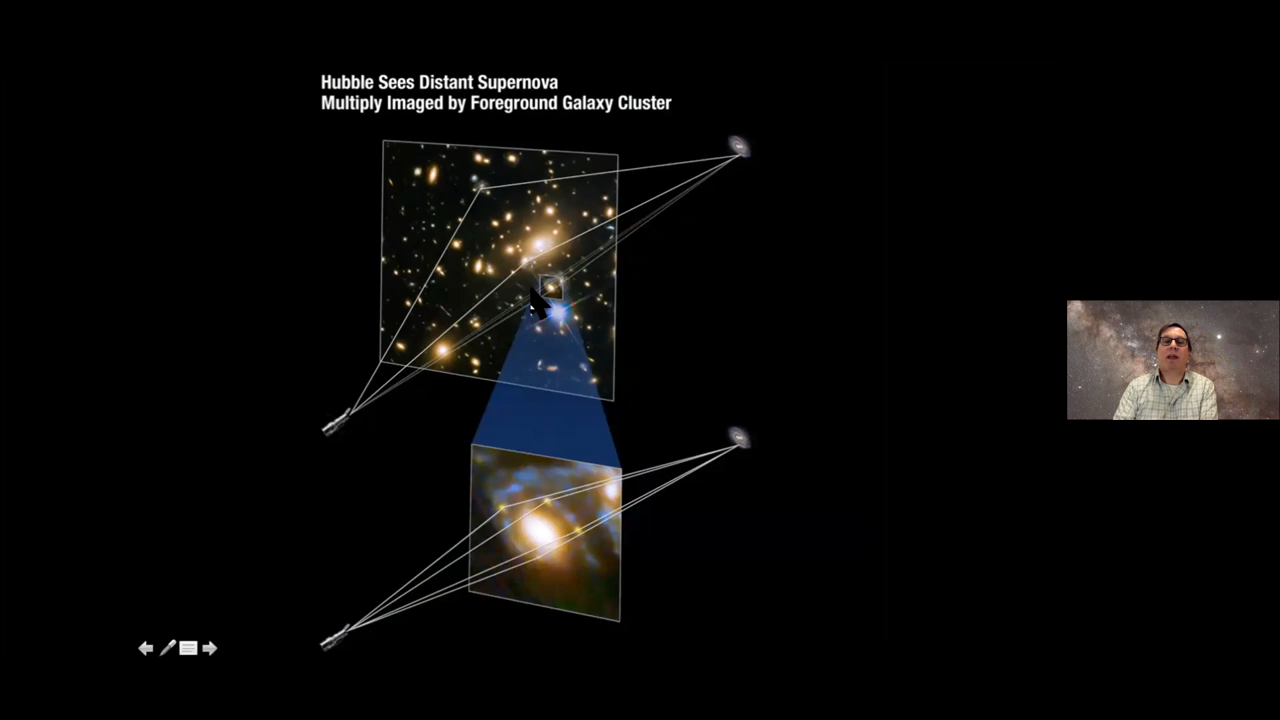 Hubble Sees Distant Supernova
Multiply Imaged by Foreground Galaxy Cluster